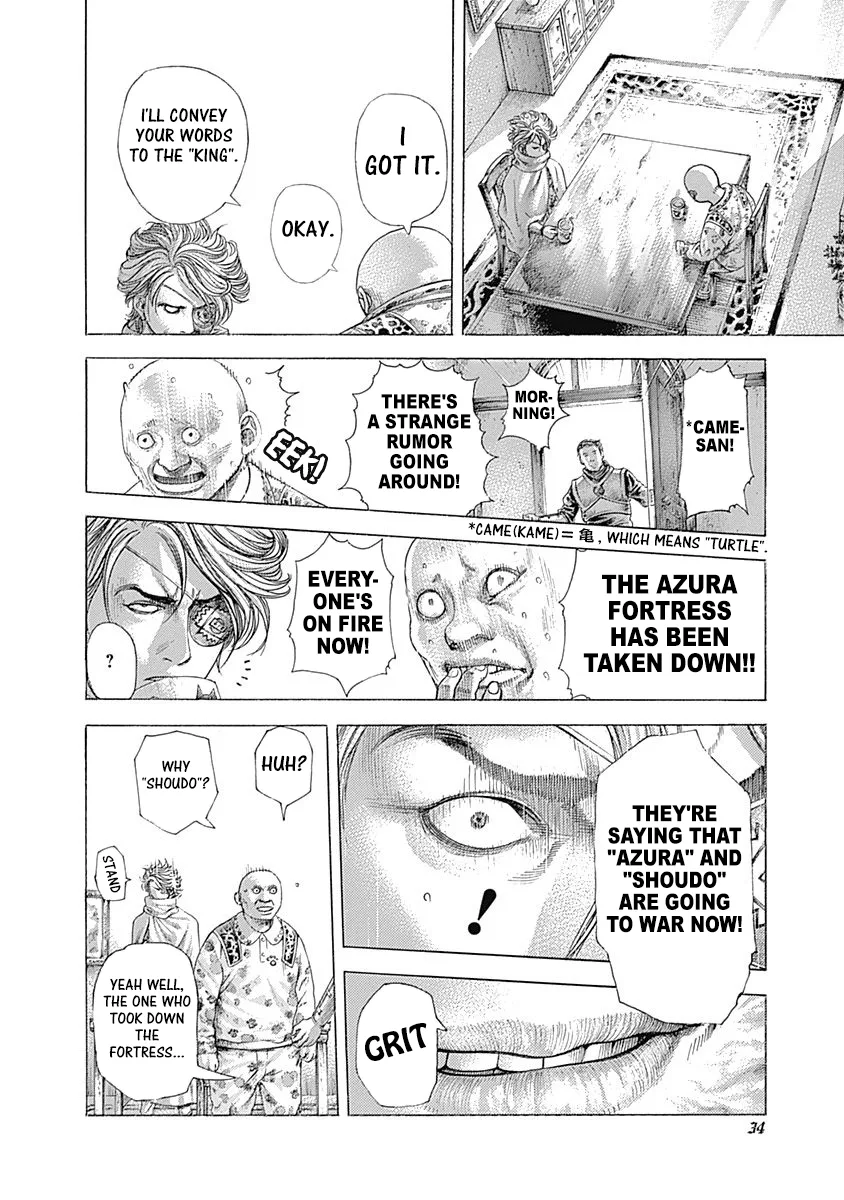 I
GOT IT.
OKAY.
I'LL CONVEY
YOUR WORDS
TO THE "KING".
*CAME-
SAN!
MOR-
NING!
THERE'S
A STRANGE
RUMOR
GOING
AROUND!
EEK!
*CAME(KAME)=亀, WHICH MEANS "TURTLE".
THE AZURA
FORTRESS
HAS BEEN
TAKEN DOWN!!
EVERY-
ONE'S
ON FIRE
NOW!
?
THEY'RE
SAYING THAT
"AZURA" AND
"SHOUDO"
ARE GOING
TO WAR NOW!
!
GRIT
HUH?
WHY
"SHOUDO"?
STAND
YEAH WELL,
THE ONE WHO
TOOK DOWN
THE
FORTRESS...
34